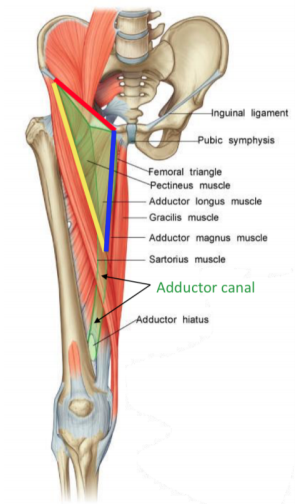 Inguinal ligament
Pubic symphysis
Femoral triangle
Pectineus muscle
Adductor longus muscle
Gracilis muscle
Adductor magnus muscle
Sartorius muscle
Adductor canal
Adductor hiatus